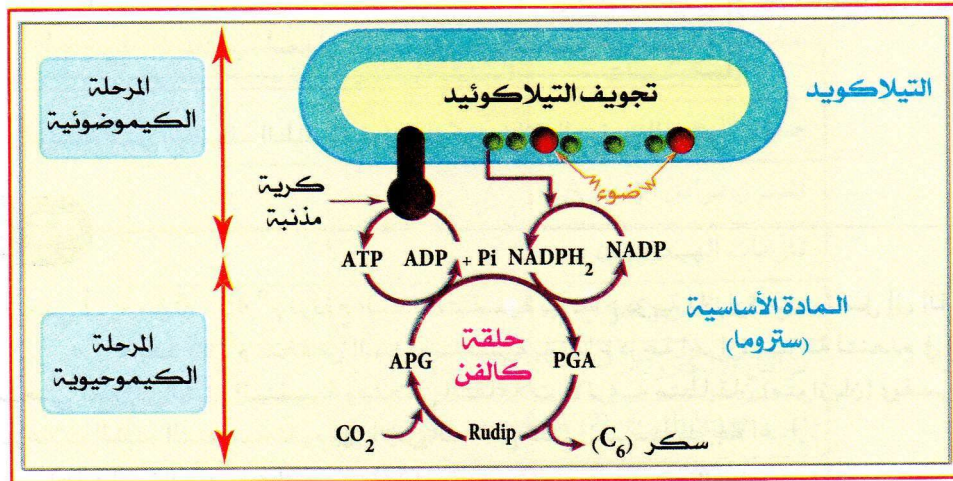 المرحلة
الكيموضوئية
تجويف التيلاكوئيد
التيلاكويد
ضوء
كرية
مذنبة
ATP ADP + Pi NADPH₂ NADP
المرحلة
الكيموحيوية
المادة الأساسية
(ستروما)
حلقة
كالفن
APG
PGA
CO₂
Rudip
سكر (C₆)